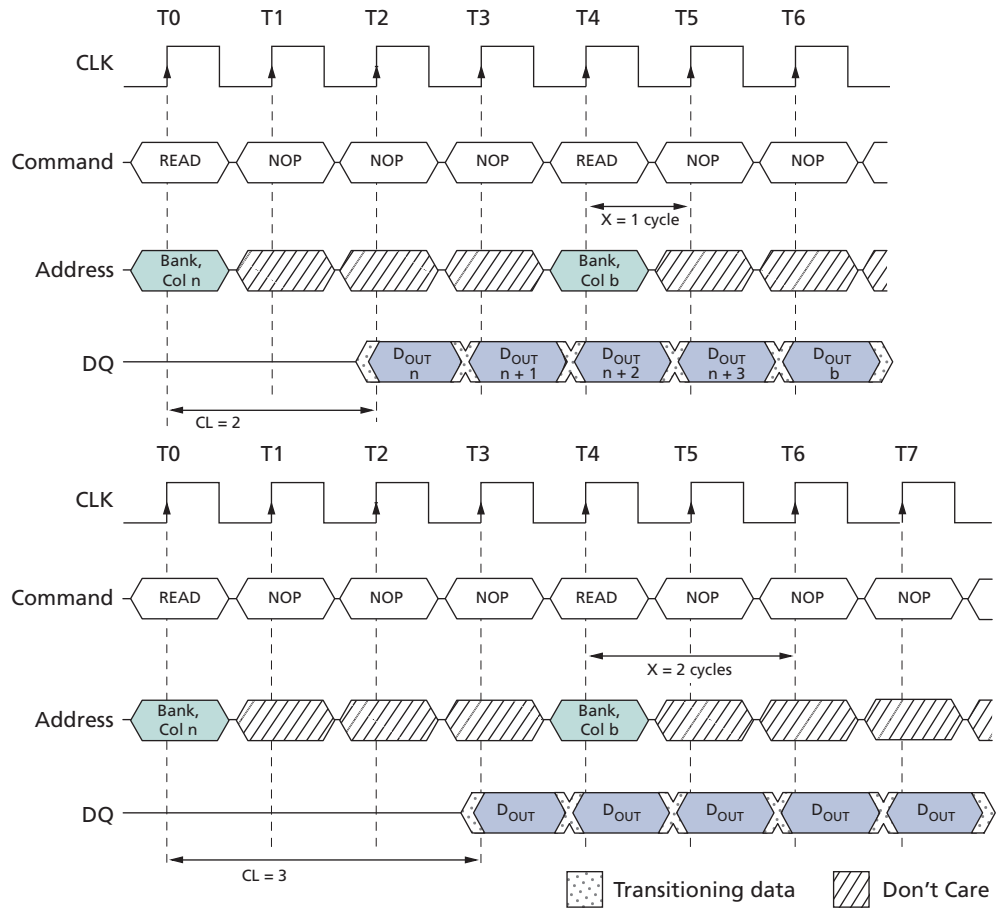 T0 T1 T2 T3 T4 T5 T6
CLK
Command READ NOP NOP NOP READ NOP NOP
X = 1 cycle
Address Bank, Col n Bank, Col b
DQ DOUT n DOUT n + 1 DOUT n + 2 DOUT n + 3 DOUT b
CL = 2
T0 T1 T2 T3 T4 T5 T6 T7
CLK
Command READ NOP NOP NOP READ NOP NOP NOP
X = 2 cycles
Address Bank, Col n Bank, Col b
DQ DOUT DOUT DOUT DOUT DOUT
CL = 3
Transitioning data Don't Care